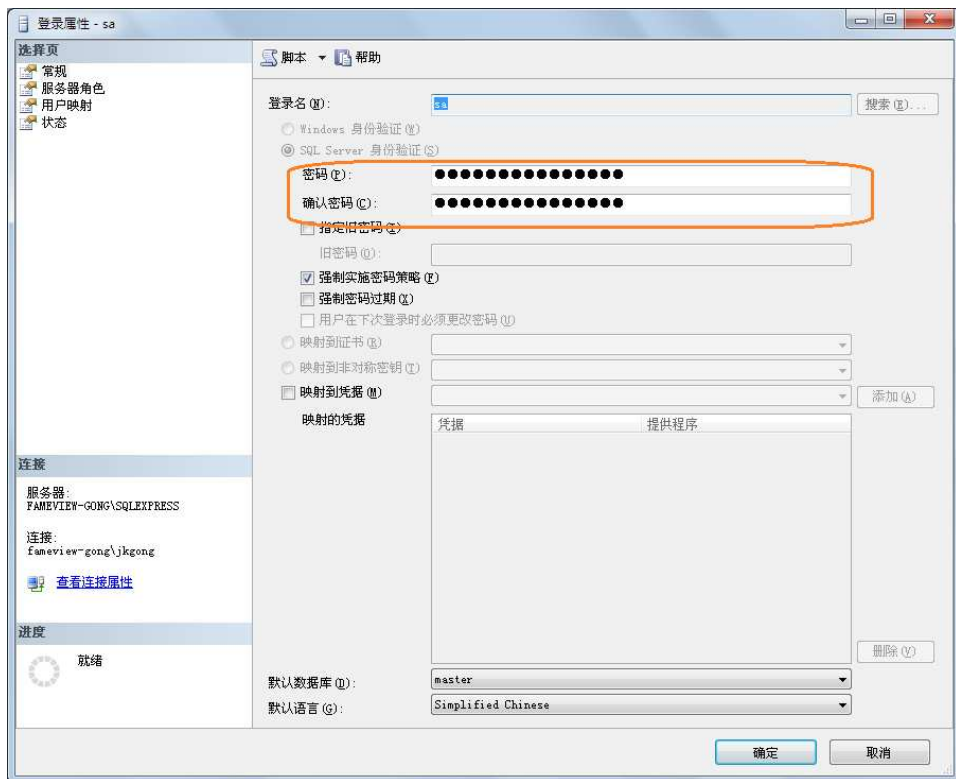 登录属性 - sa
选择页
常规
服务器角色
用户映射
状态
脚本 帮助
登录名(N): sa 搜索(E)...
Windows 身份验证(W)
SQL Server 身份验证(S)
密码(P): ●●●●●●●●●●●●●●●
确认密码(C): ●●●●●●●●●●●●●●●
指定旧密码(I)
旧密码(O):
强制实施密码策略(F)
强制密码过期(X)
用户在下次登录时必须更改密码(U)
映射到证书(R)
映射到非对称密钥(T)
映射到凭据(M) 添加(A)
映射的凭据 凭据 提供程序
连接
服务器:
FAMEVIEW-GONG\SQLEXPRESS
连接:
fameview-gong\jkgong
查看连接属性
进度
就绪
删除(V)
默认数据库(D): master
默认语言(G): Simplified Chinese
确定 取消